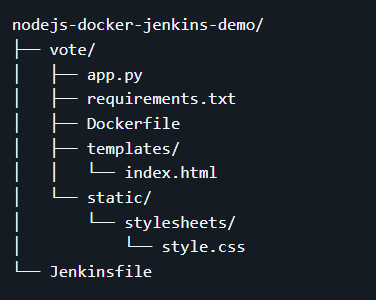 nodejs-docker-jenkins-demo/
├── vote/
│   ├── app.py
│   ├── requirements.txt
│   ├── Dockerfile
│   ├── templates/
│   │   └── index.html
│   └── static/
│       └── stylesheets/
│           └── style.css
└── Jenkinsfile